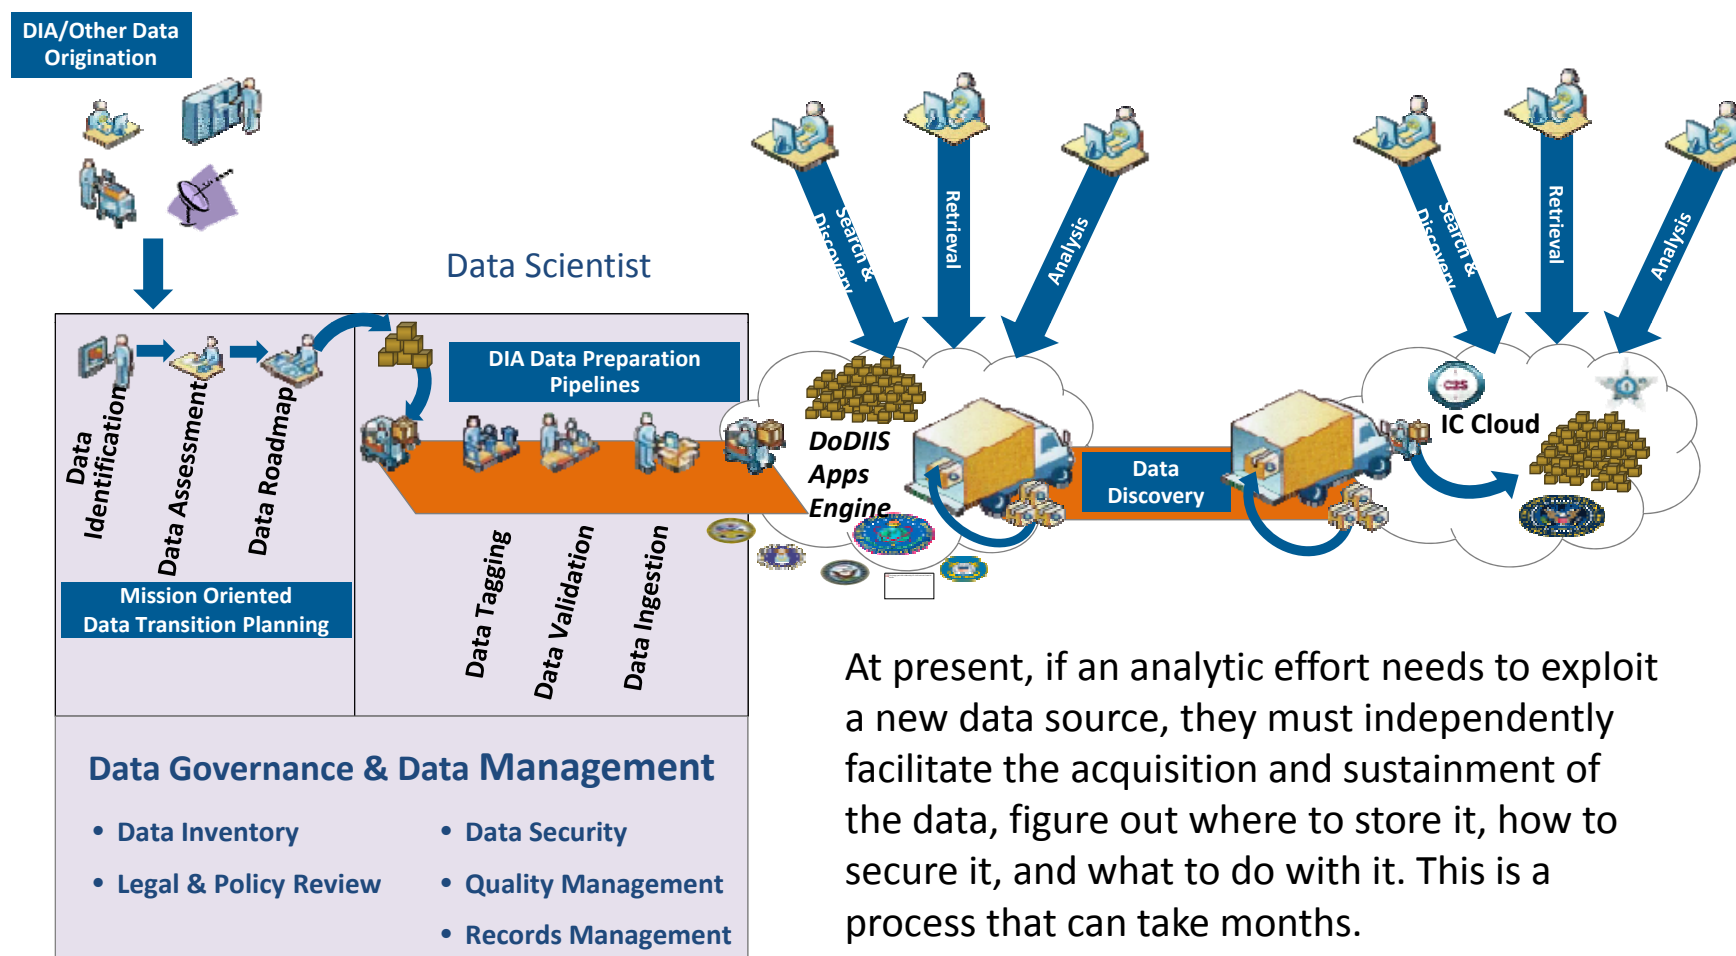 DIA/Other Data
Origination
Data Scientist
Search &
Discovery
Retrieval
Analysis
Search &
Discovery
Retrieval
Analysis
DIA Data Preparation
Pipelines
Data
Identification
Data Assessment
Data Roadmap
Mission Oriented
Data Transition Planning
Data Tagging
Data Validation
Data Ingestion
DoDIIS
Apps
Engine
Data
Discovery
C2S
IC Cloud
Data Governance & Data Management
• Data Inventory
• Legal & Policy Review
• Data Security
• Quality Management
• Records Management
At present, if an analytic effort needs to exploit
a new data source, they must independently
facilitate the acquisition and sustainment of
the data, figure out where to store it, how to
secure it, and what to do with it. This is a
process that can take months.